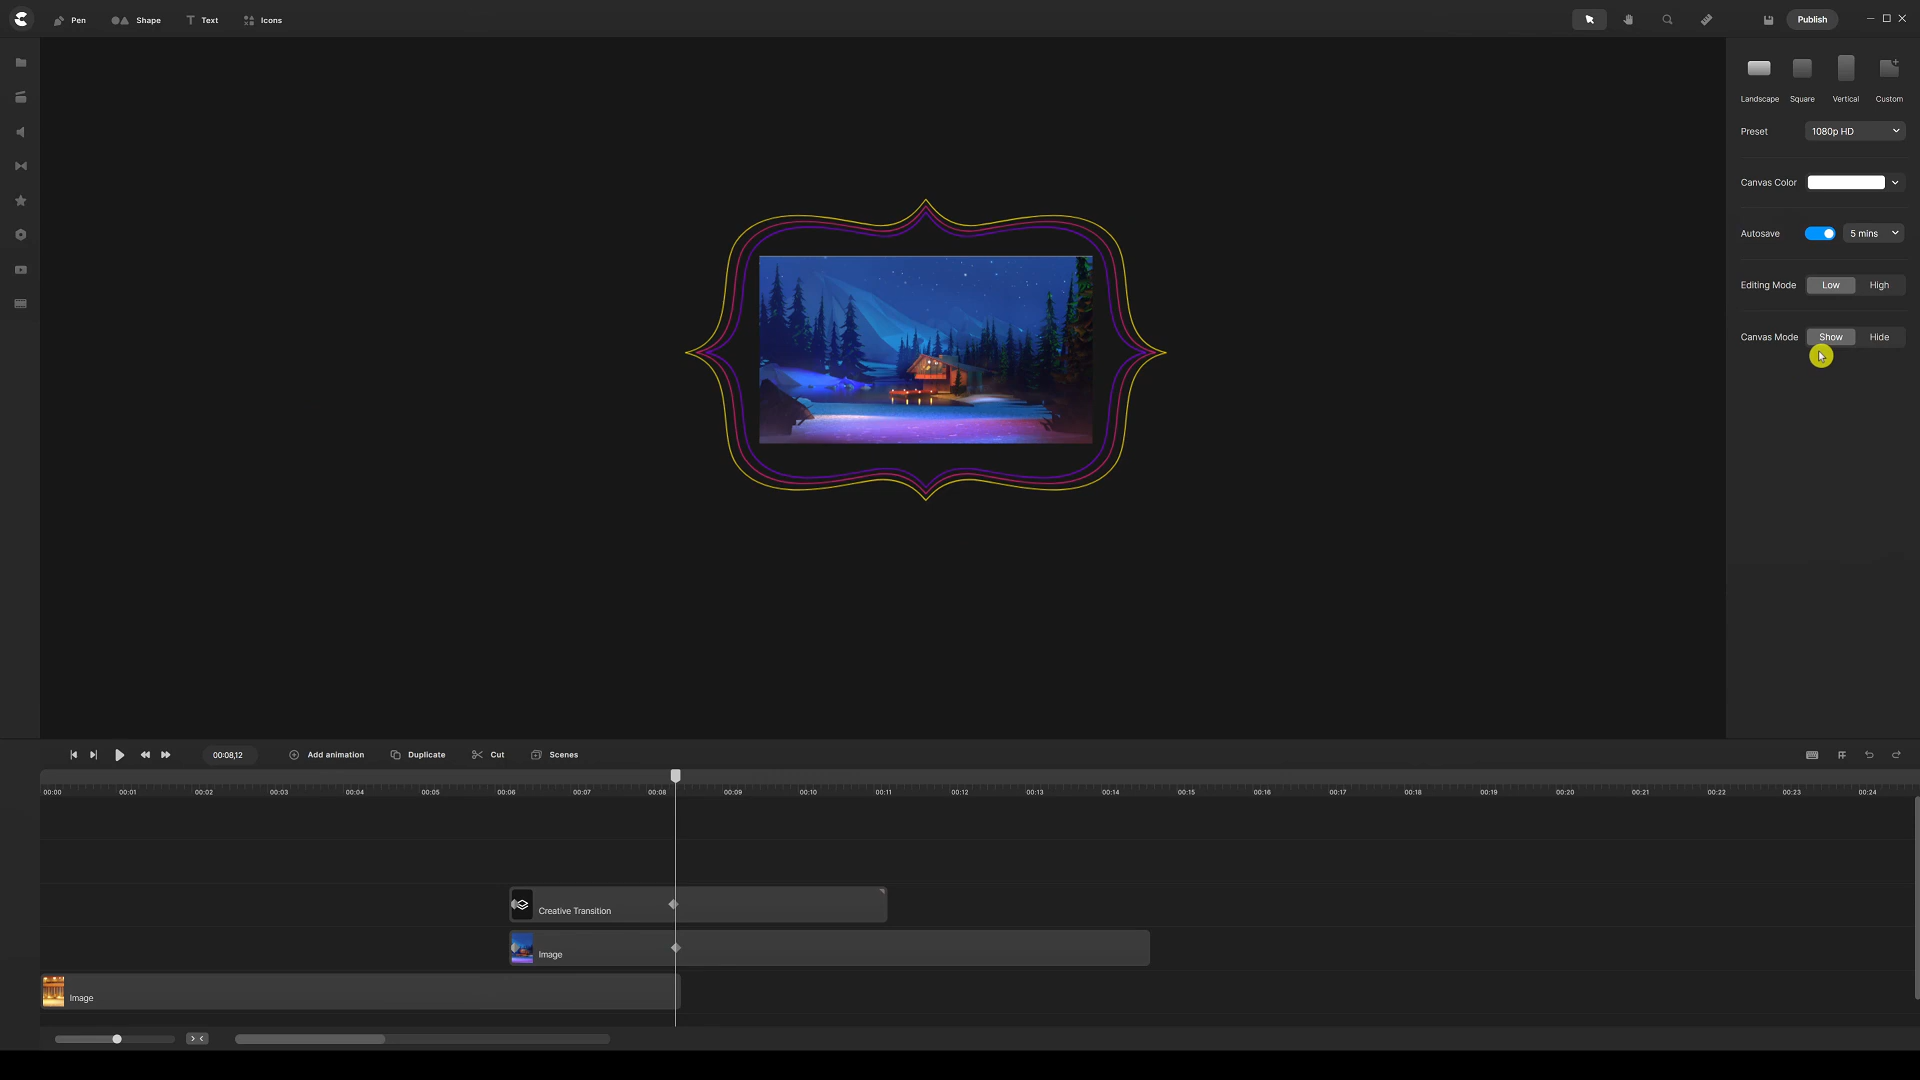 Pen Shape Text Icons Publish
Landscape Square Vertical Custom
Preset 1080p HD
Canvas Color
Autosave 5 mins
Editing Mode Low High
Canvas Mode Show Hide
00:08,12 Add animation Duplicate Cut Scenes
00:00 00:01 00:02 00:03 00:04 00:05 00:06 00:07 00:08 00:09 00:10 00:11 00:12 00:13 00:14 00:15 00:16 00:17 00:18 00:19 00:20 00:21 00:22 00:23 00:24
Creative Transition
Image
Image